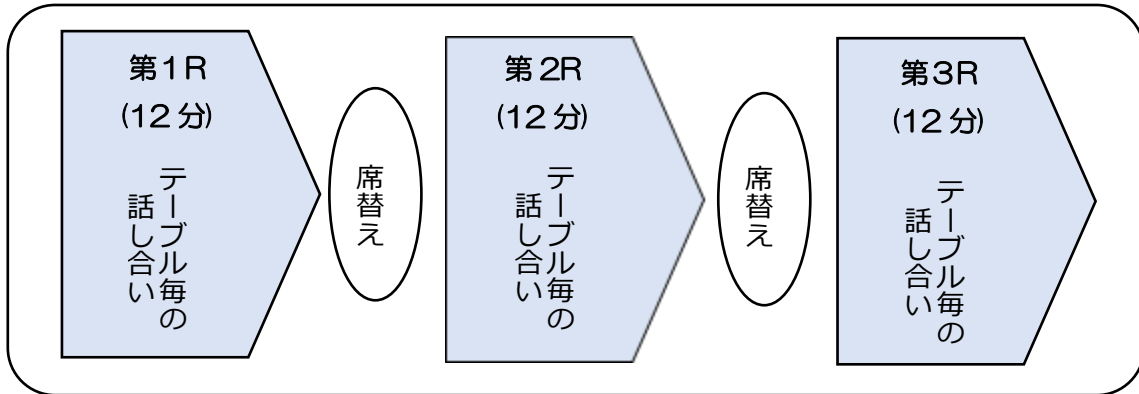 第1R
(12分)
テーブル毎の
話し合い
席替え
第2R
(12分)
テーブル毎の
話し合い
席替え
第3R
(12分)
テーブル毎の
話し合い